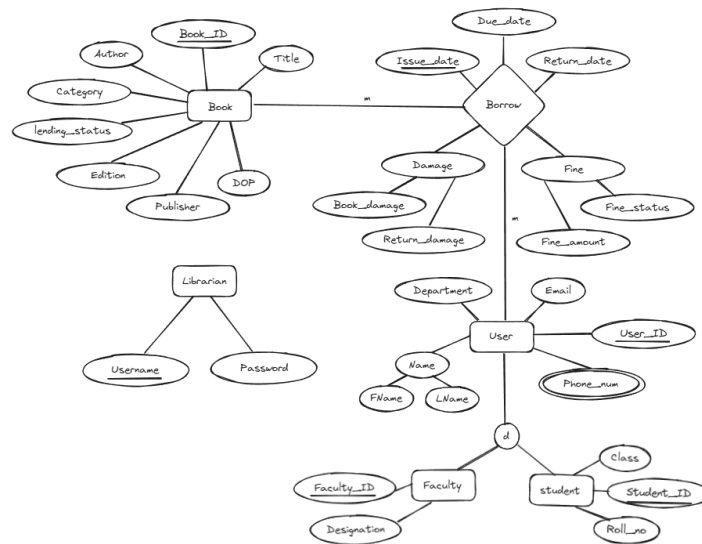 Due_date
Book_ID
Author
Title
Issue_date
Return_date
Category
Book
m
Borrow
lending_status
Damage
Fine
Edition
DOP
Book_damage
Fine_status
Publisher
m
Return_damage
Fine_amount
Librarian
Department
Email
User
User_ID
Username
Password
Name
Phone_num
FName
LName
d
Class
Faculty_ID
Faculty
student
Student_ID
Designation
Roll_no